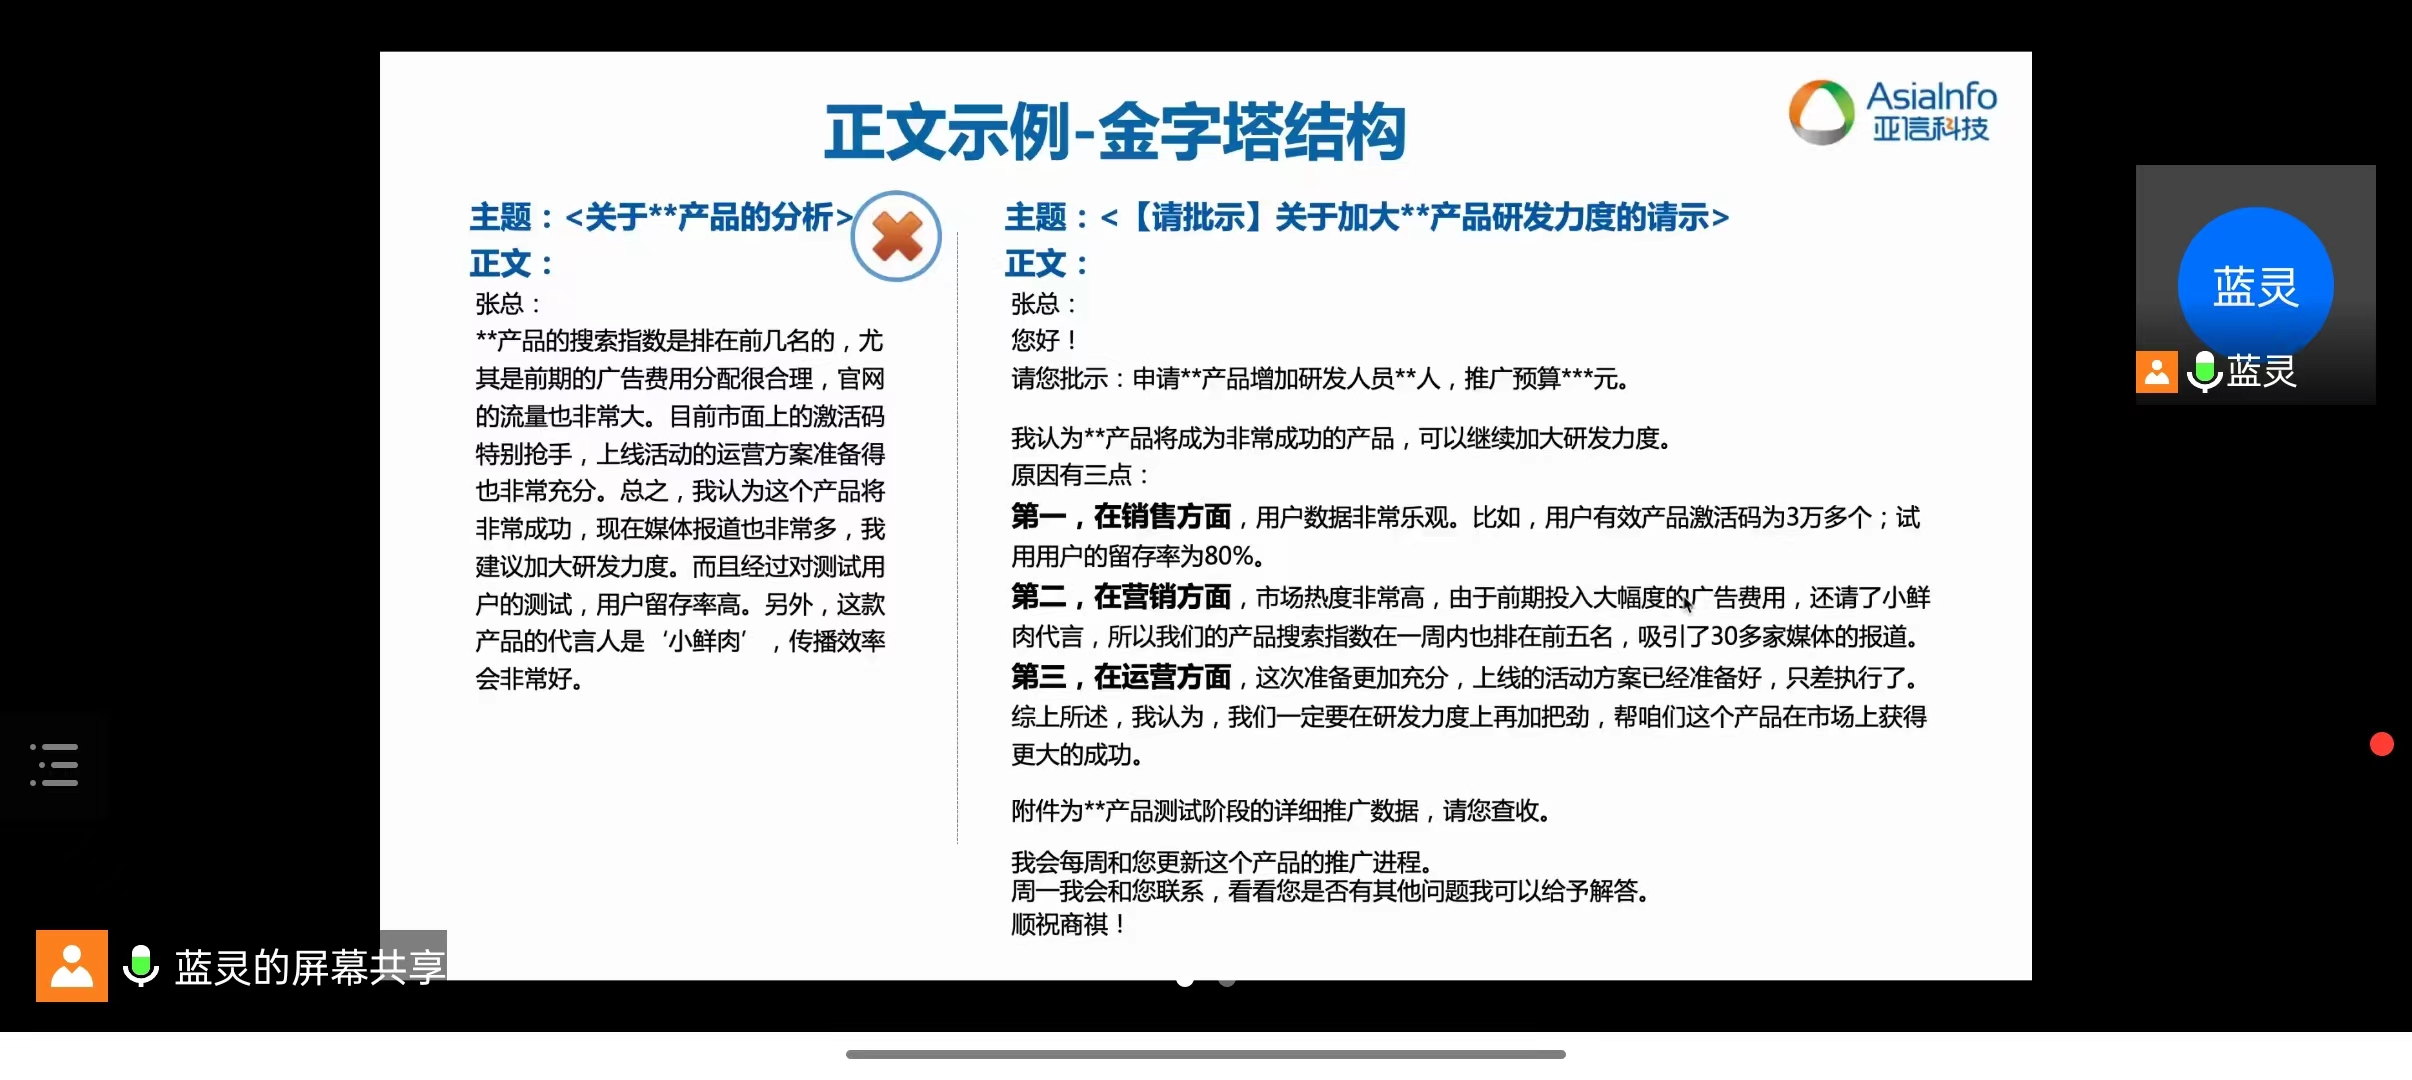 正文示例-金字塔结构
AsiaInfo
亚信科技
主题：<关于**产品的分析>
正文：
张总：
**产品的搜索指数是排在前几名的，尤
其是前期的广告费用分配很合理，官网
的流量也非常大。目前市面上的激活码
特别抢手，上线活动的运营方案准备得
也非常充分。总之，我认为这个产品将
非常成功，现在媒体报道也非常多，我
建议加大研发力度。而且经过对测试用
户的测试，用户留存率高。另外，这款
产品的代言人是‘小鲜肉’，传播效率
会非常好。
主题：<【请批示】关于加大**产品研发力度的请示>
正文：
张总：
您好！
请您批示：申请**产品增加研发人员**人，推广预算***元。
我认为**产品将成为非常成功的产品，可以继续加大研发力度。
原因有三点：
第一，在销售方面，用户数据非常乐观。比如，用户有效产品激活码为3万多个；试
用用户的留存率为80%。
第二，在营销方面，市场热度非常高，由于前期投入大幅度的广告费用，还请了小鲜
肉代言，所以我们的产品搜索指数在一周内也排在前五名，吸引了30多家媒体的报道。
第三，在运营方面，这次准备更加充分，上线的活动方案已经准备好，只差执行了。
综上所述，我认为，我们一定要在研发力度上再加把劲，帮咱们这个产品在市场上获得
更大的成功。
附件为**产品测试阶段的详细推广数据，请您查收。
我会每周和您更新这个产品的推广进程。
周一我会和您联系，看看您是否有其他问题我可以给予解答。
顺祝商祺！
蓝灵
蓝灵
蓝灵的屏幕共享